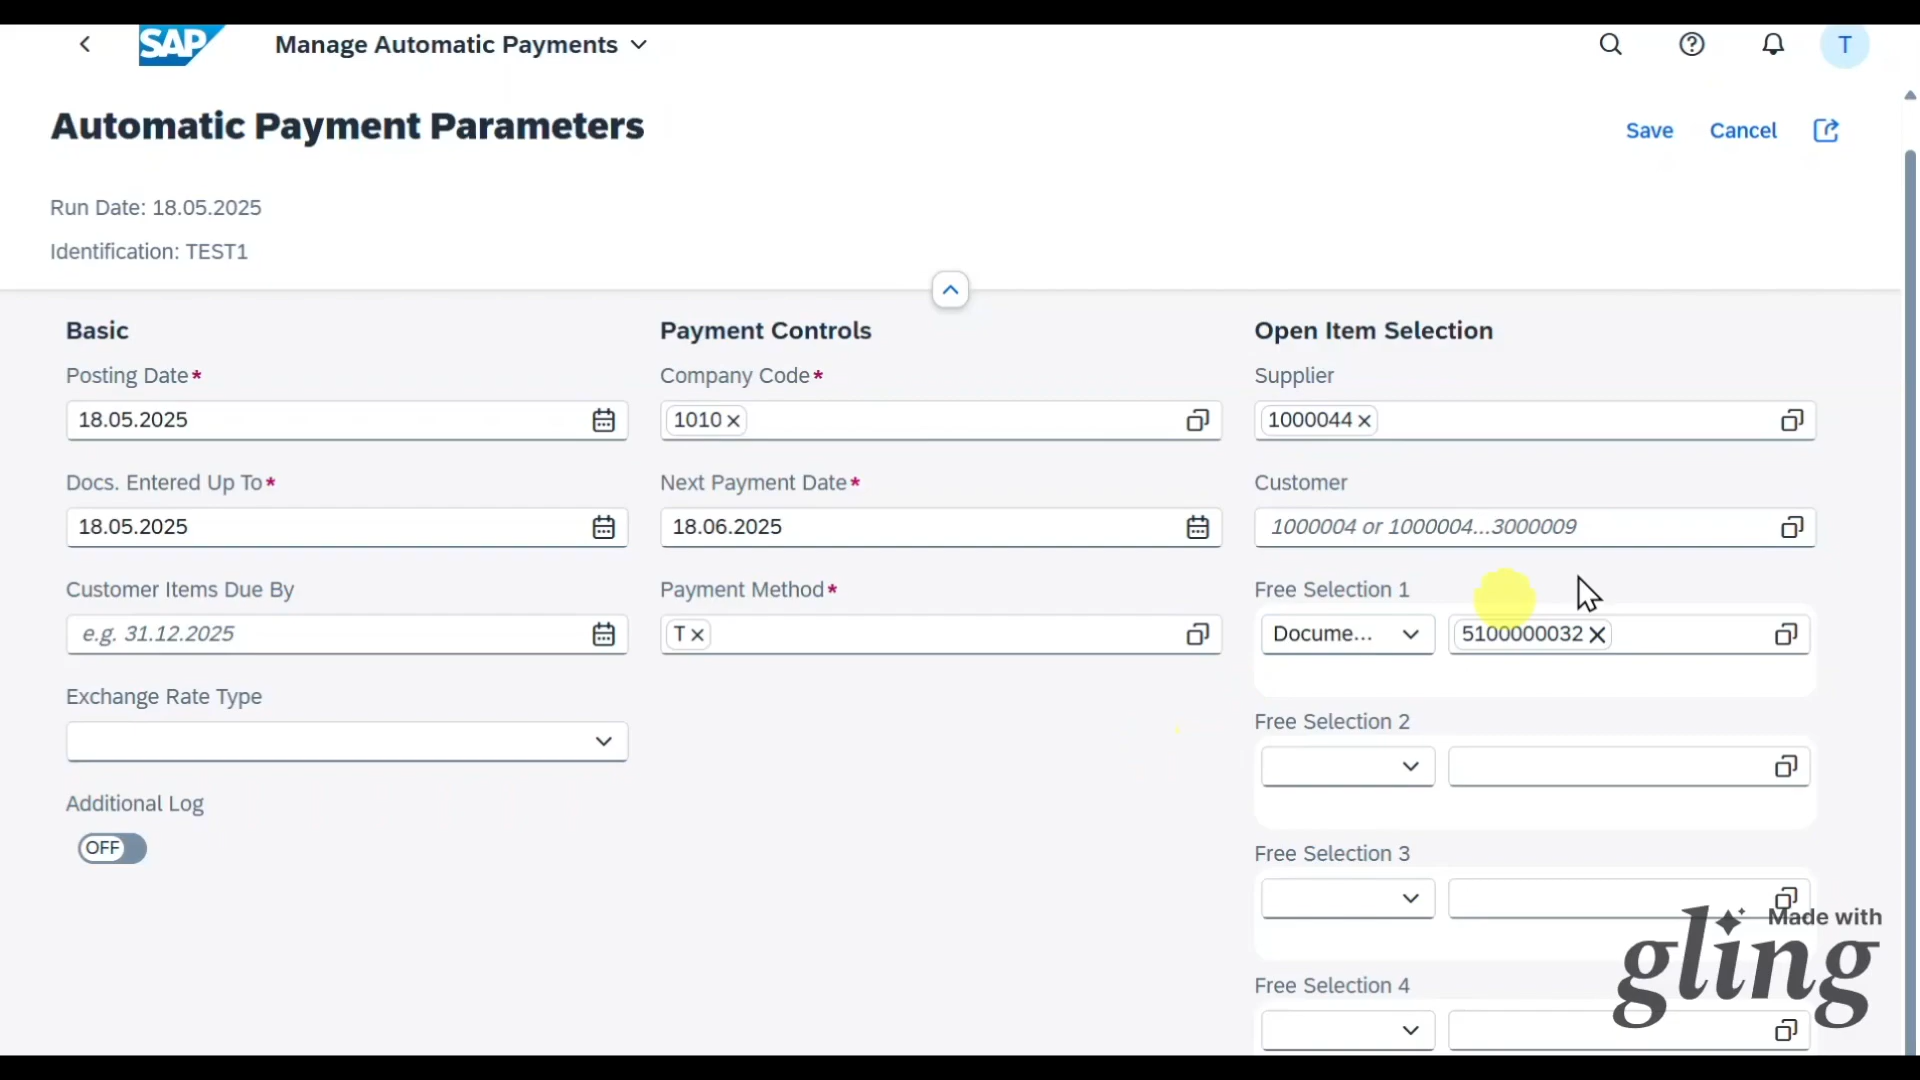 SAP
Manage Automatic Payments
T
Automatic Payment Parameters
Save
Cancel
Run Date: 18.05.2025
Identification: TEST1
Basic
Posting Date*
18.05.2025
Docs. Entered Up To*
18.05.2025
Customer Items Due By
e.g. 31.12.2025
Exchange Rate Type
Additional Log
OFF
Payment Controls
Company Code*
1010
Next Payment Date*
18.06.2025
Payment Method*
T
Open Item Selection
Supplier
1000044
Customer
1000004 or 1000004...3000009
Free Selection 1
Docume...
5100000032
Free Selection 2
Free Selection 3
Free Selection 4
Made with
gling